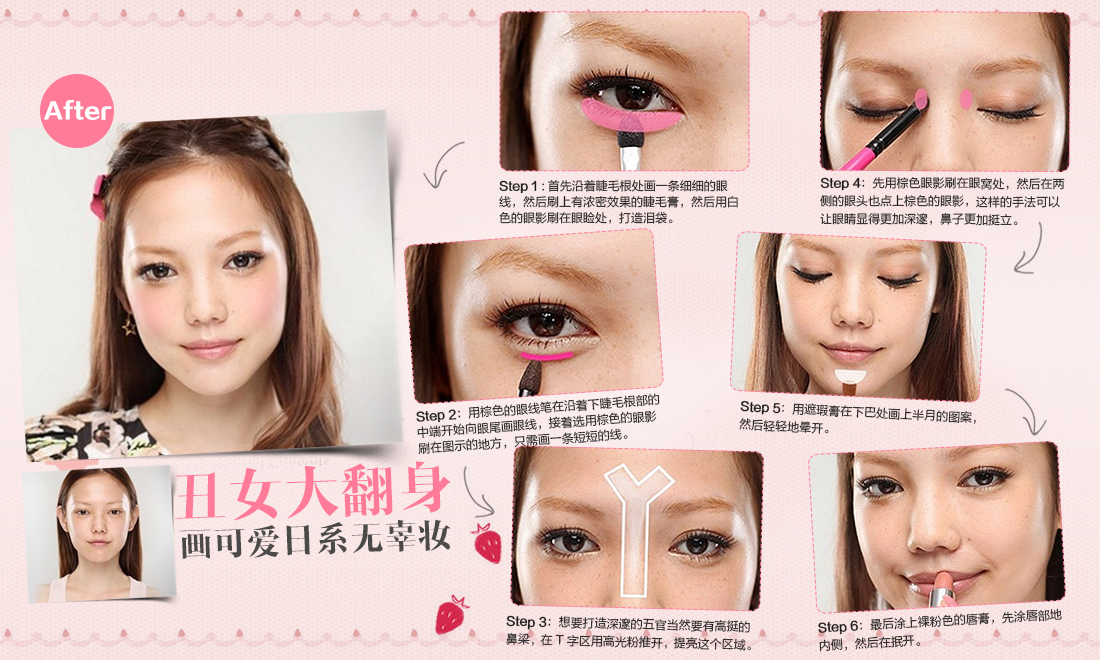 After
丑女大翻身
画可爱日系无辜妆
Step 1 : 首先沿着睫毛根处画一条细细的眼
线，然后刷上有浓密效果的睫毛膏，然后用白
色的眼影刷在眼睑处，打造泪袋。
Step 2：用棕色的眼线笔在沿着下睫毛根部的
中端开始向眼尾画眼线，接着选用棕色的眼影
刷在图示的地方，只需画一条短短的线。
Step 3：想要打造深邃的五官当然要有高挺的
鼻梁，在 T 字区用高光粉推开，提亮这个区域。
Step 4：先用棕色眼影刷在眼窝处，然后在两
侧的眼头也点上棕色的眼影，这样的手法可以
让眼睛显得更加深邃，鼻子更加挺立。
Step 5：用遮瑕膏在下巴处画上半月的图案，
然后轻轻地晕开。
Step 6：最后涂上裸粉色的唇膏，先涂唇部地
内侧，然后在抿开。